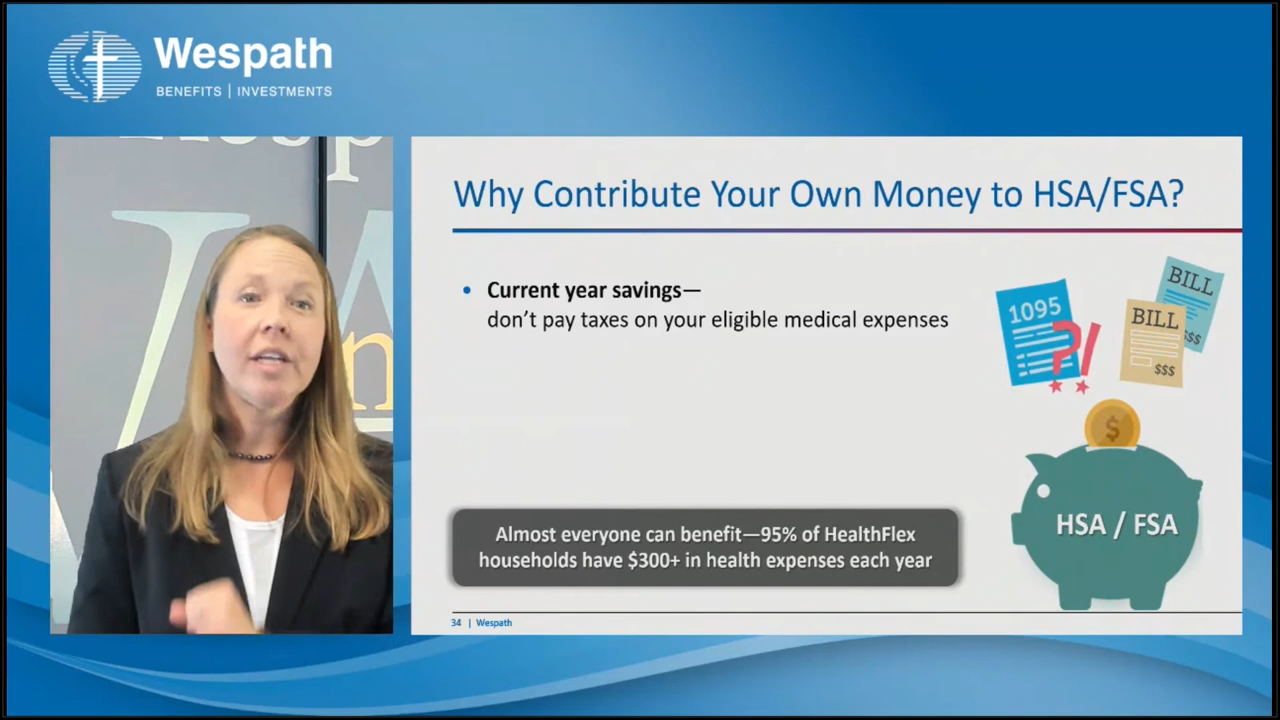 Wespath
BENEFITS | INVESTMENTS
Why Contribute Your Own Money to HSA/FSA?
• Current year savings—
don't pay taxes on your eligible medical expenses
1095
?!
BILL
$$$
BILL
$$$
$
HSA / FSA
Almost everyone can benefit—95% of HealthFlex
households have $300+ in health expenses each year
34 | Wespath